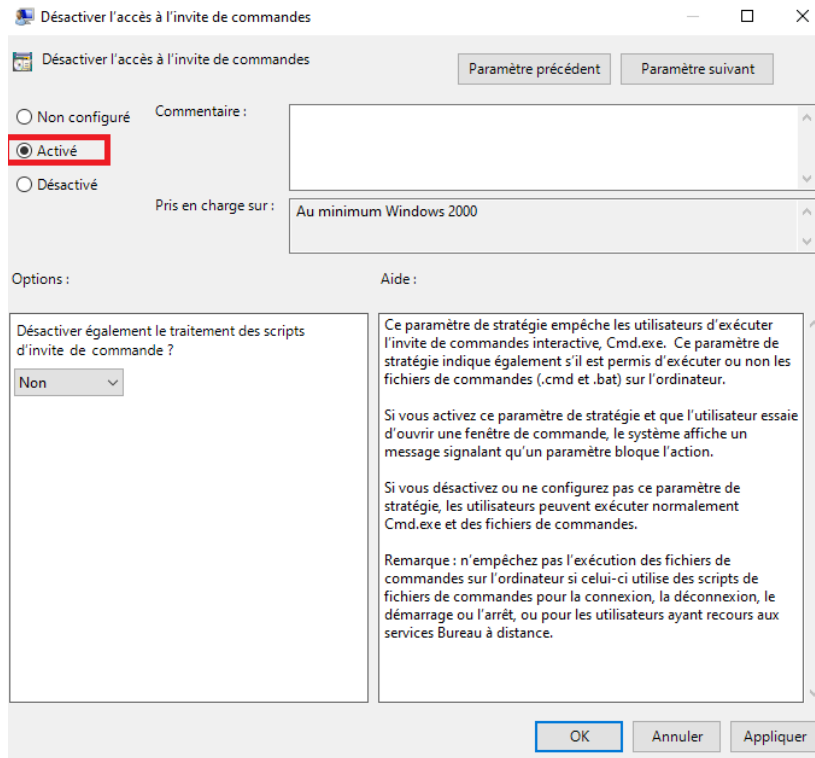 Désactiver l'accès à l'invite de commandes
Désactiver l'accès à l'invite de commandes
Paramètre précédent
Paramètre suivant
Non configuré
Commentaire :
Activé
Désactivé
Pris en charge sur :
Au minimum Windows 2000
Options :
Aide :
Désactiver également le traitement des scripts
d'invite de commande ?
Non
Ce paramètre de stratégie empêche les utilisateurs d'exécuter
l'invite de commandes interactive, Cmd.exe.  Ce paramètre de
stratégie indique également s'il est permis d'exécuter ou non les
fichiers de commandes (.cmd et .bat) sur l'ordinateur.
Si vous activez ce paramètre de stratégie et que l'utilisateur essaie
d'ouvrir une fenêtre de commande, le système affiche un
message signalant qu'un paramètre bloque l'action.
Si vous désactivez ou ne configurez pas ce paramètre de
stratégie, les utilisateurs peuvent exécuter normalement
Cmd.exe et des fichiers de commandes.
Remarque : n'empêchez pas l'exécution des fichiers de
commandes sur l'ordinateur si celui-ci utilise des scripts de
fichiers de commandes pour la connexion, la déconnexion, le
démarrage ou l'arrêt, ou pour les utilisateurs ayant recours aux
services Bureau à distance.
OK
Annuler
Appliquer